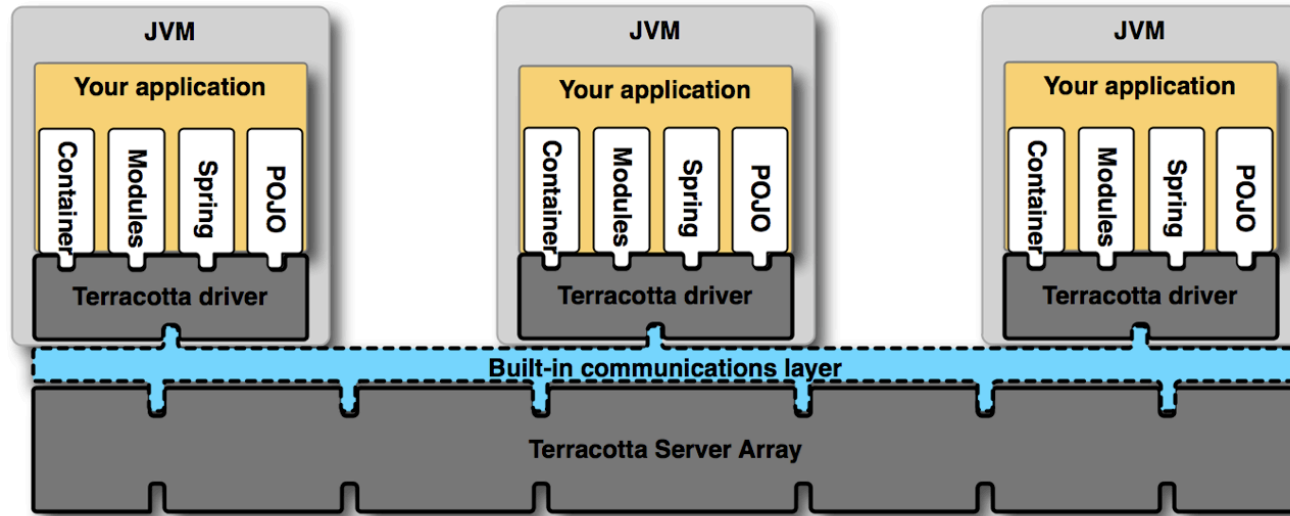 JVM
JVM
JVM
Your application
Your application
Your application
Container
Modules
Spring
POJO
Container
Modules
Spring
POJO
Container
Modules
Spring
POJO
Terracotta driver
Terracotta driver
Terracotta driver
Built-in communications layer
Terracotta Server Array